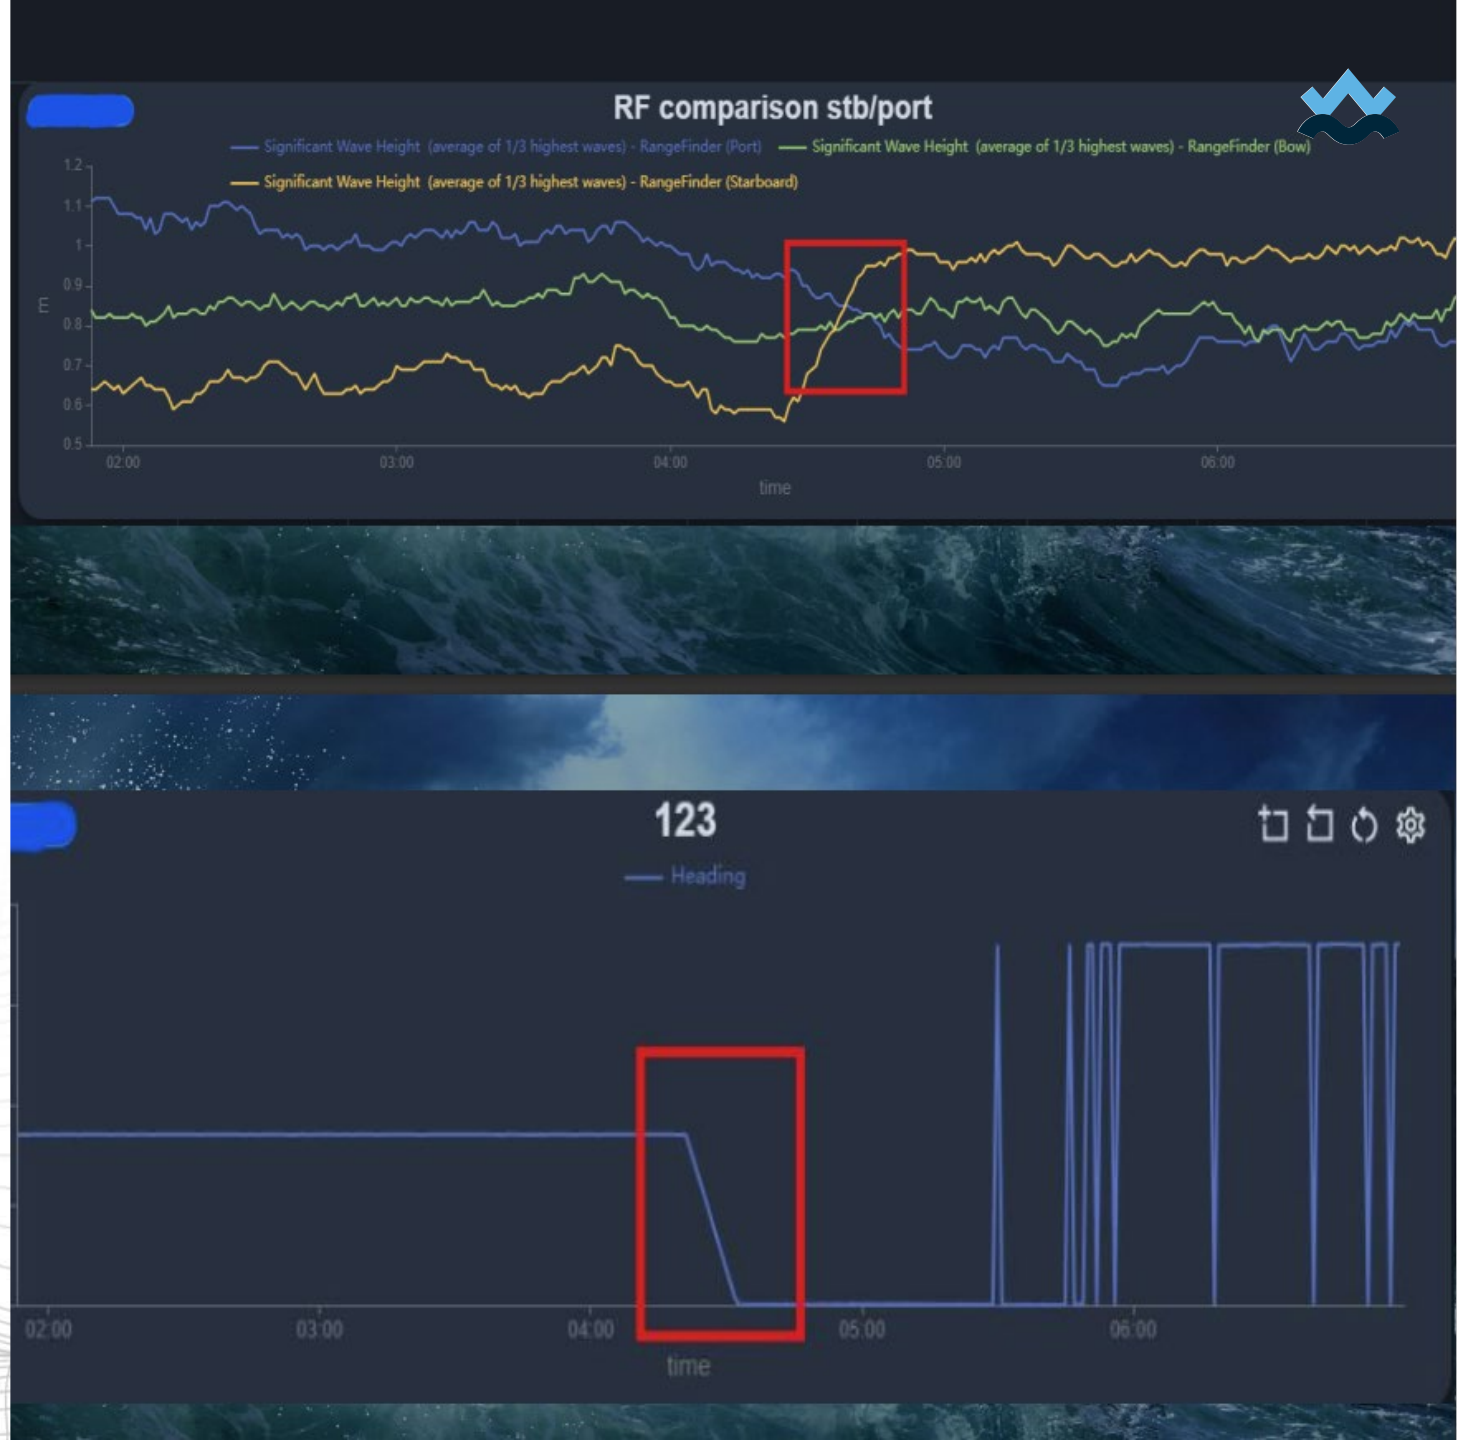 RF comparison stb/port
Significant Wave Height (average of 1/3 highest waves) - RangeFinder (Port) Significant Wave Height (average of 1/3 highest waves) - RangeFinder (Bow)
Significant Wave Height (average of 1/3 highest waves) - RangeFinder (Starboard)
1.2
1.1
1
0.9
m
0.8
0.7
0.6
0.5
02:00 03:00 04:00 05:00 06:00
time
123
Heading
02:00 03:00 04:00 05:00 06:00
time